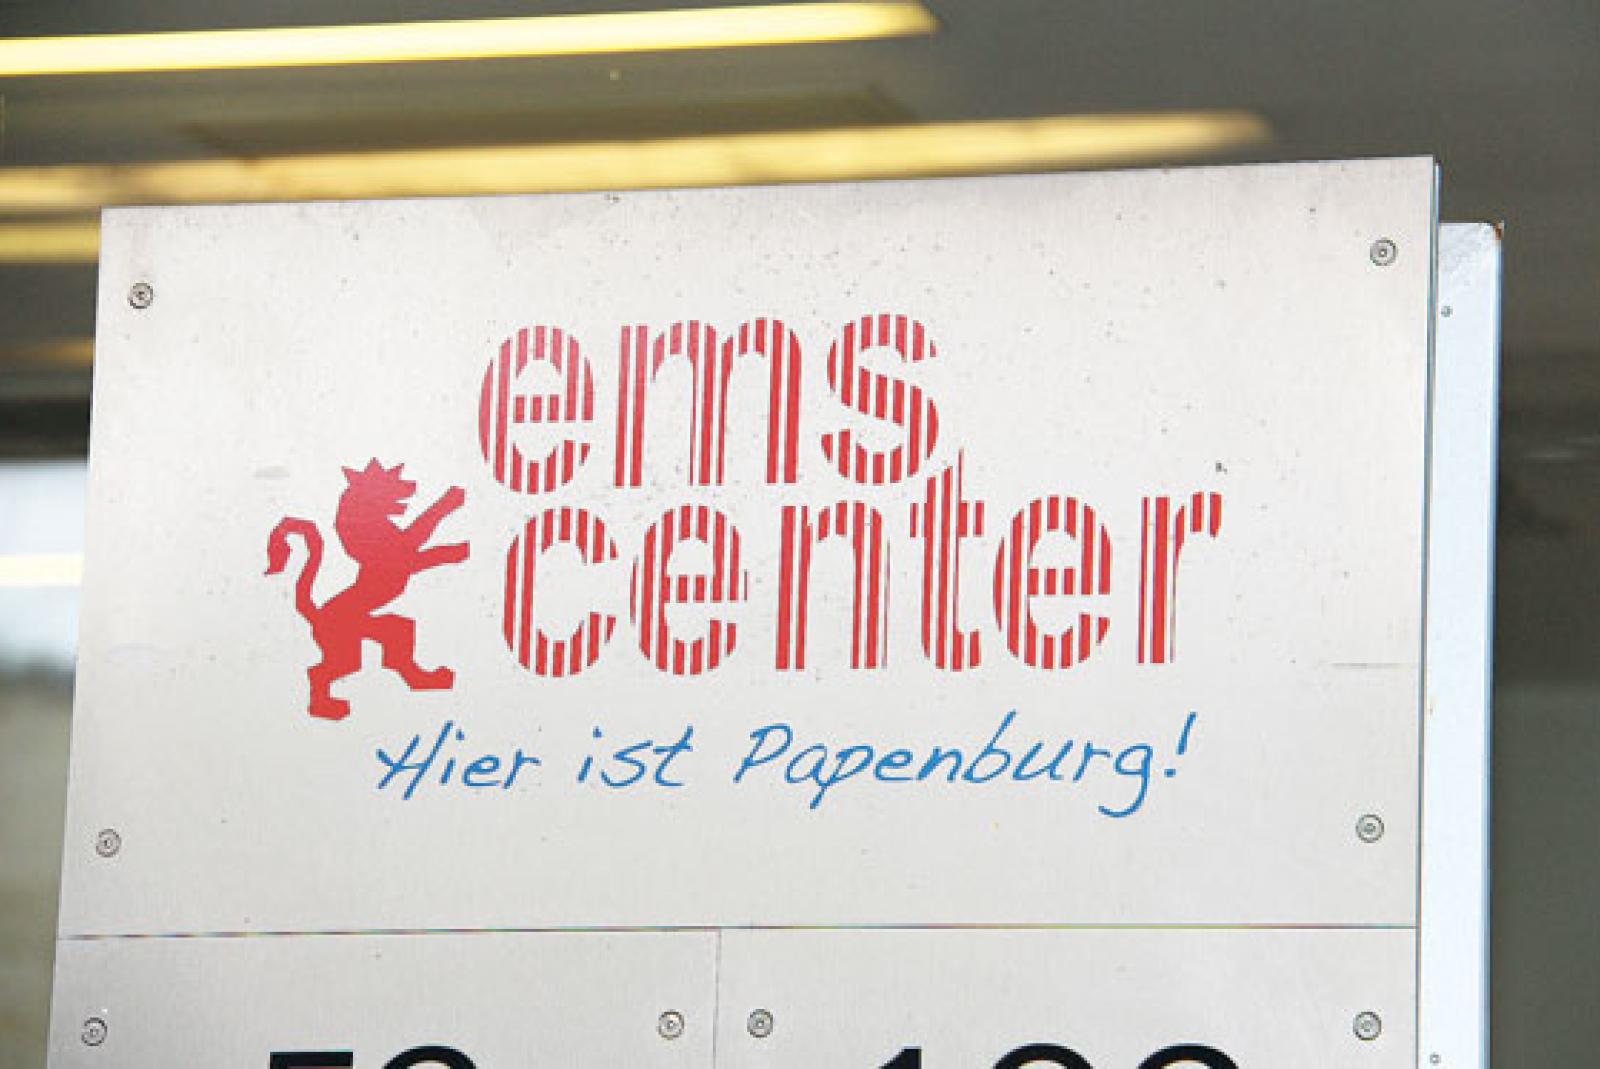 ems
center
Hier ist Papenburg!